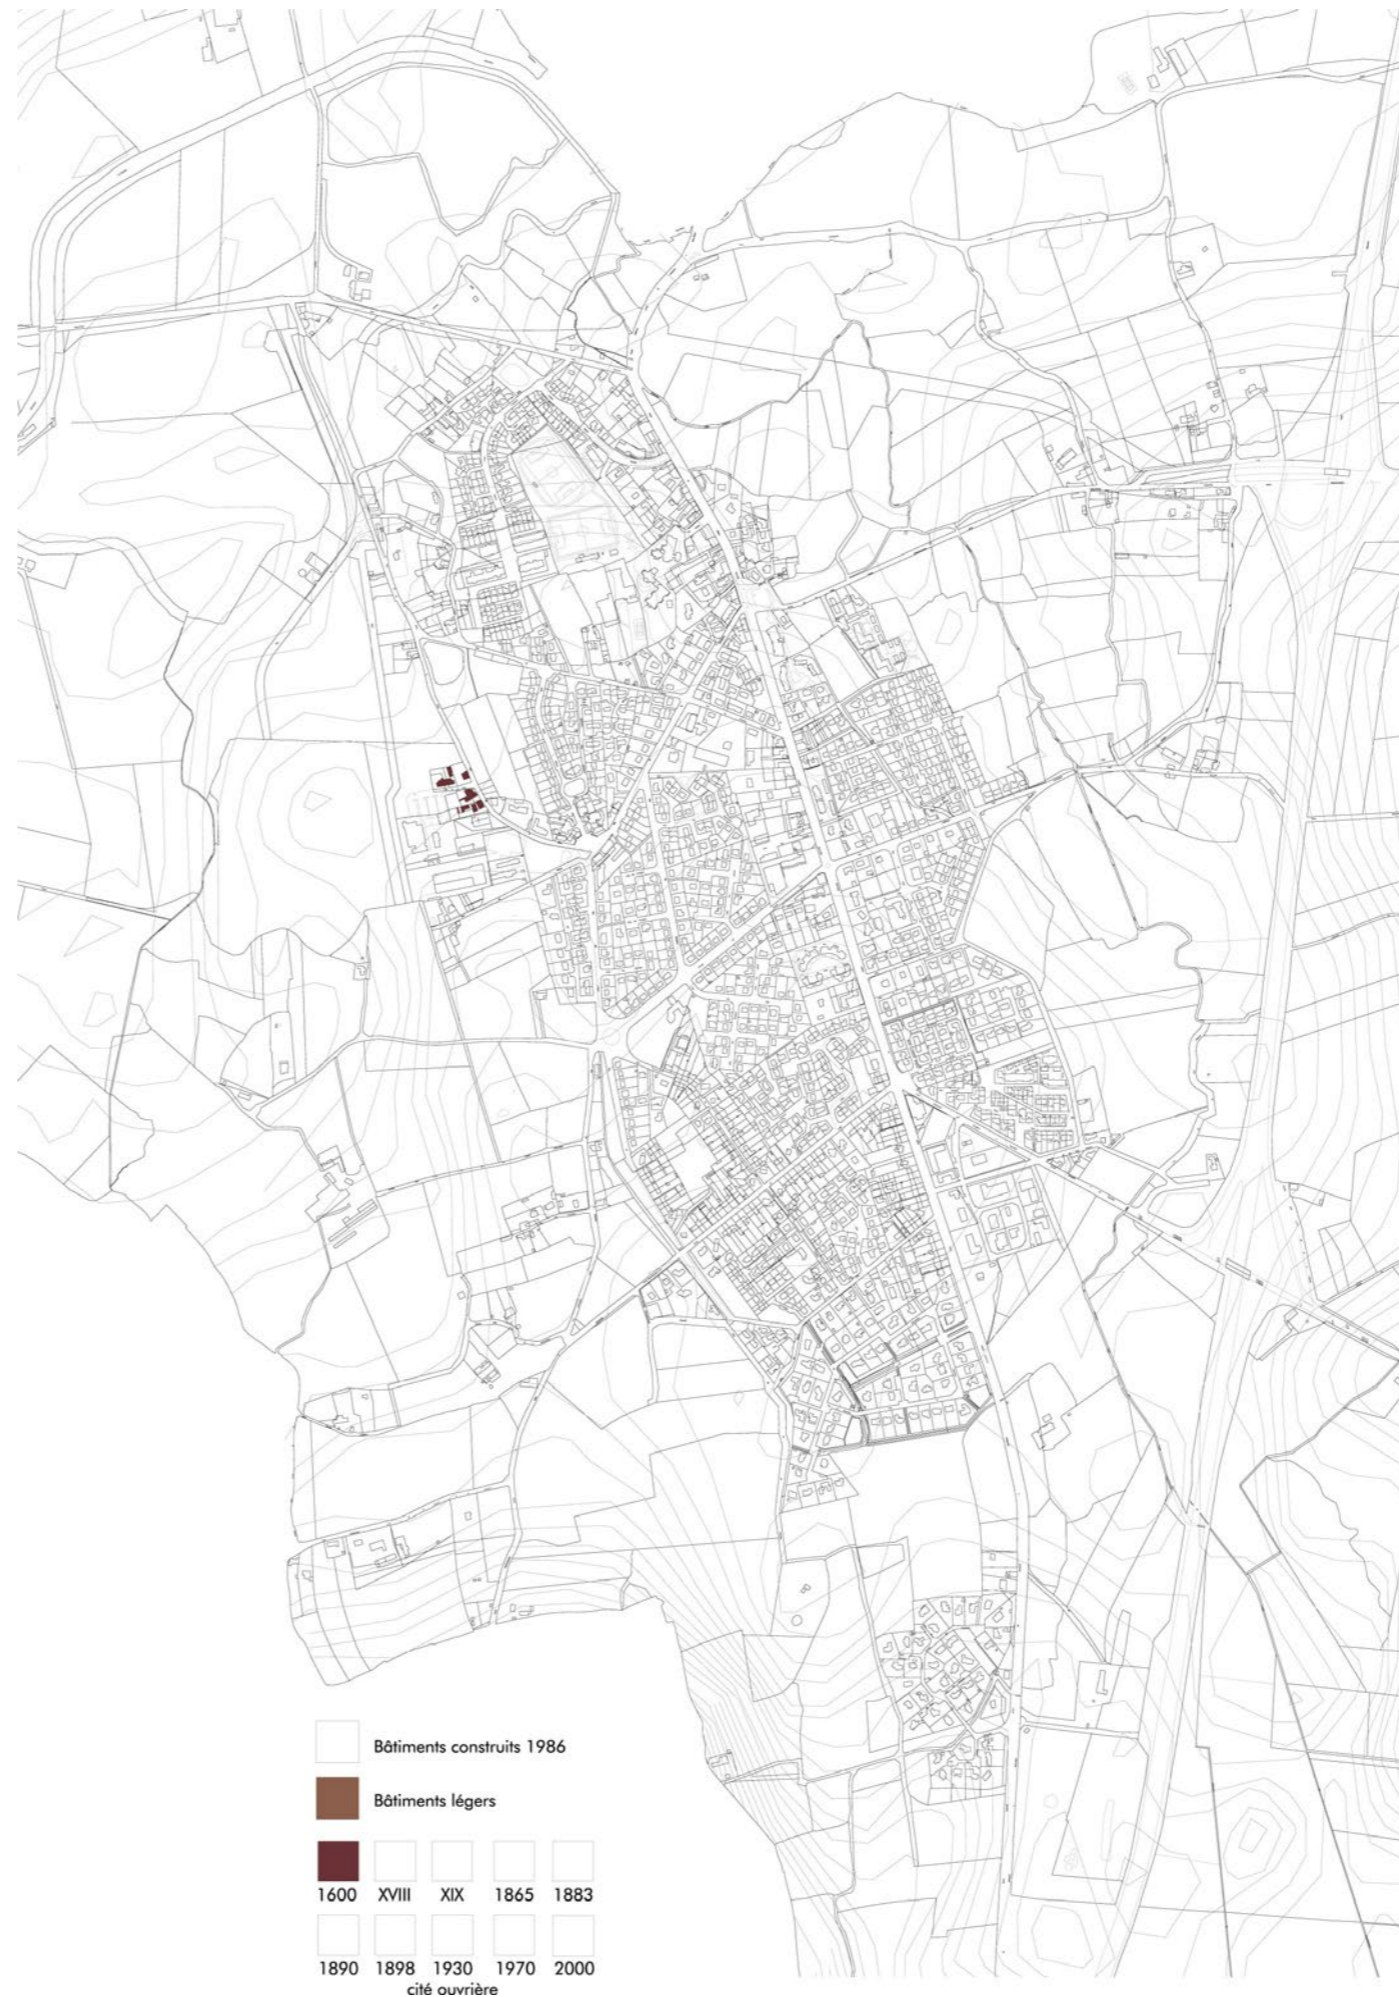 Bâtiments construits 1986
Bâtiments légers
1600 XVIII XIX 1865 1883
1890 1898 1930 1970 2000
cité ouvrière